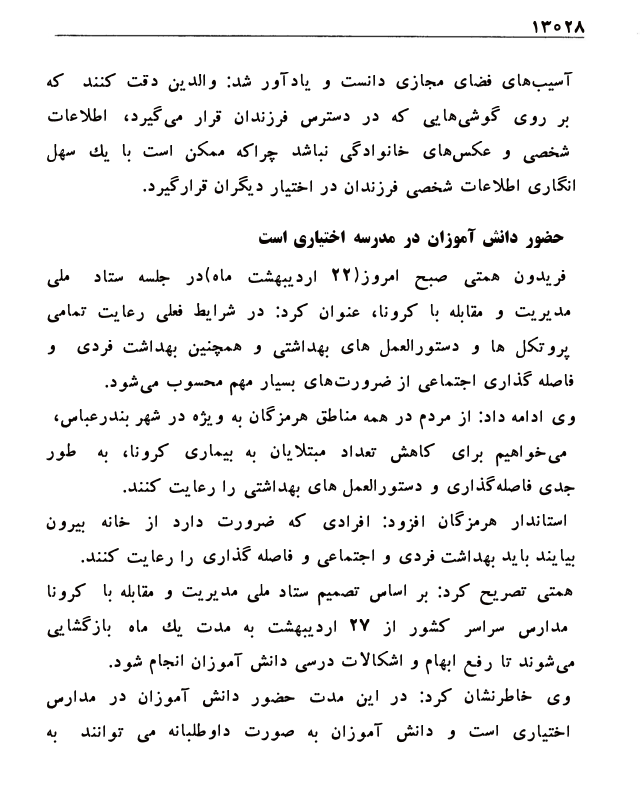 ۱۳۰۲۸
آسیب‌های فضای مجازی دانست و یادآور شد: والدین دقت کنند که
بر روی گوشی‌هایی که در دسترس فرزندان قرار می‌گیرد، اطلاعات
شخصی و عکس‌های خانوادگی نباشد چراکه ممکن است با یك سهل
انگاری اطلاعات شخصی فرزندان در اختیار دیگران قرارگیرد.
حضور دانش آموزان در مدرسه اختیاری است
فریدون همتی صبح امروز(۲۲ اردیبهشت ماه)در جلسه ستاد ملی
مدیریت و مقابله با کرونا، عنوان کرد: در شرایط فعلی رعایت تمامی
پروتکل ها و دستورالعمل های بهداشتی و همچنین بهداشت فردی و
فاصله گذاری اجتماعی از ضرورت‌های بسیار مهم محسوب می‌شود.
وی ادامه داد: از مردم در همه مناطق هرمزگان به ویژه در شهر بندرعباس،
می‌خواهیم برای کاهش تعداد مبتلایان به بیماری کرونا، به طور
جدی فاصله‌گذاری و دستورالعمل های بهداشتی را رعایت کنند.
استاندار هرمزگان افزود: افرادی که ضرورت دارد از خانه بیرون
بیایند باید بهداشت فردی و اجتماعی و فاصله گذاری را رعایت کنند.
همتی تصریح کرد: بر اساس تصمیم ستاد ملی مدیریت و مقابله با کرونا
مدارس سراسر کشور از ۲۷ اردیبهشت به مدت یك ماه بازگشایی
می‌شوند تا رفع ابهام و اشکالات درسی دانش آموزان انجام شود.
وی خاطرنشان کرد: در این مدت حضور دانش آموزان در مدارس
اختیاری است و دانش آموزان به صورت داوطلبانه می توانند به